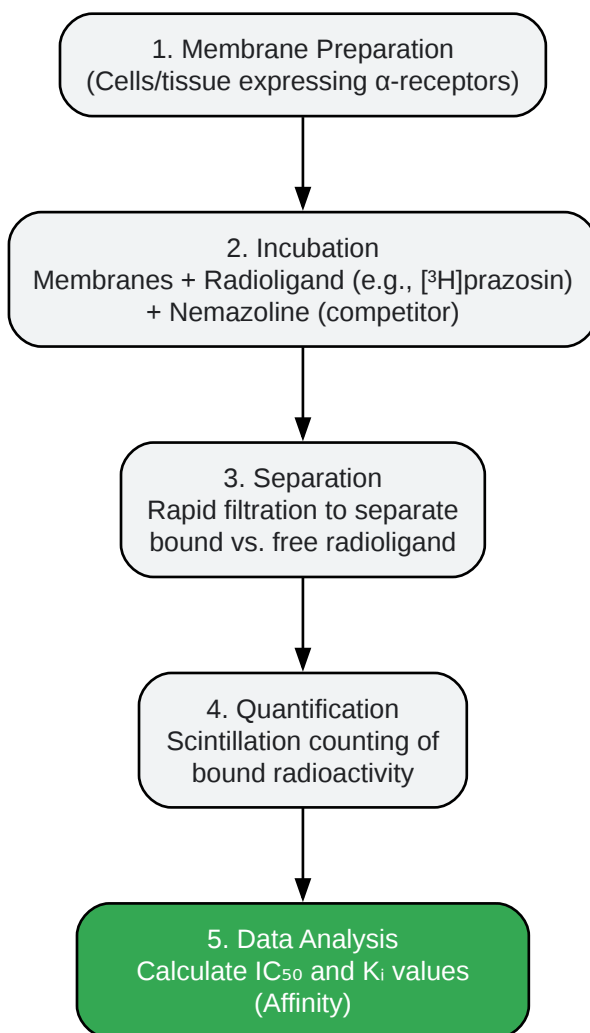 1. Membrane Preparation
(Cells/tissue expressing α-receptors)
2. Incubation
Membranes + Radioligand (e.g., [³H]prazosin)
+ Nemazoline (competitor)
3. Separation
Rapid filtration to separate
bound vs. free radioligand
4. Quantification
Scintillation counting of
bound radioactivity
5. Data Analysis
Calculate IC₅₀ and Kᵢ values
(Affinity)